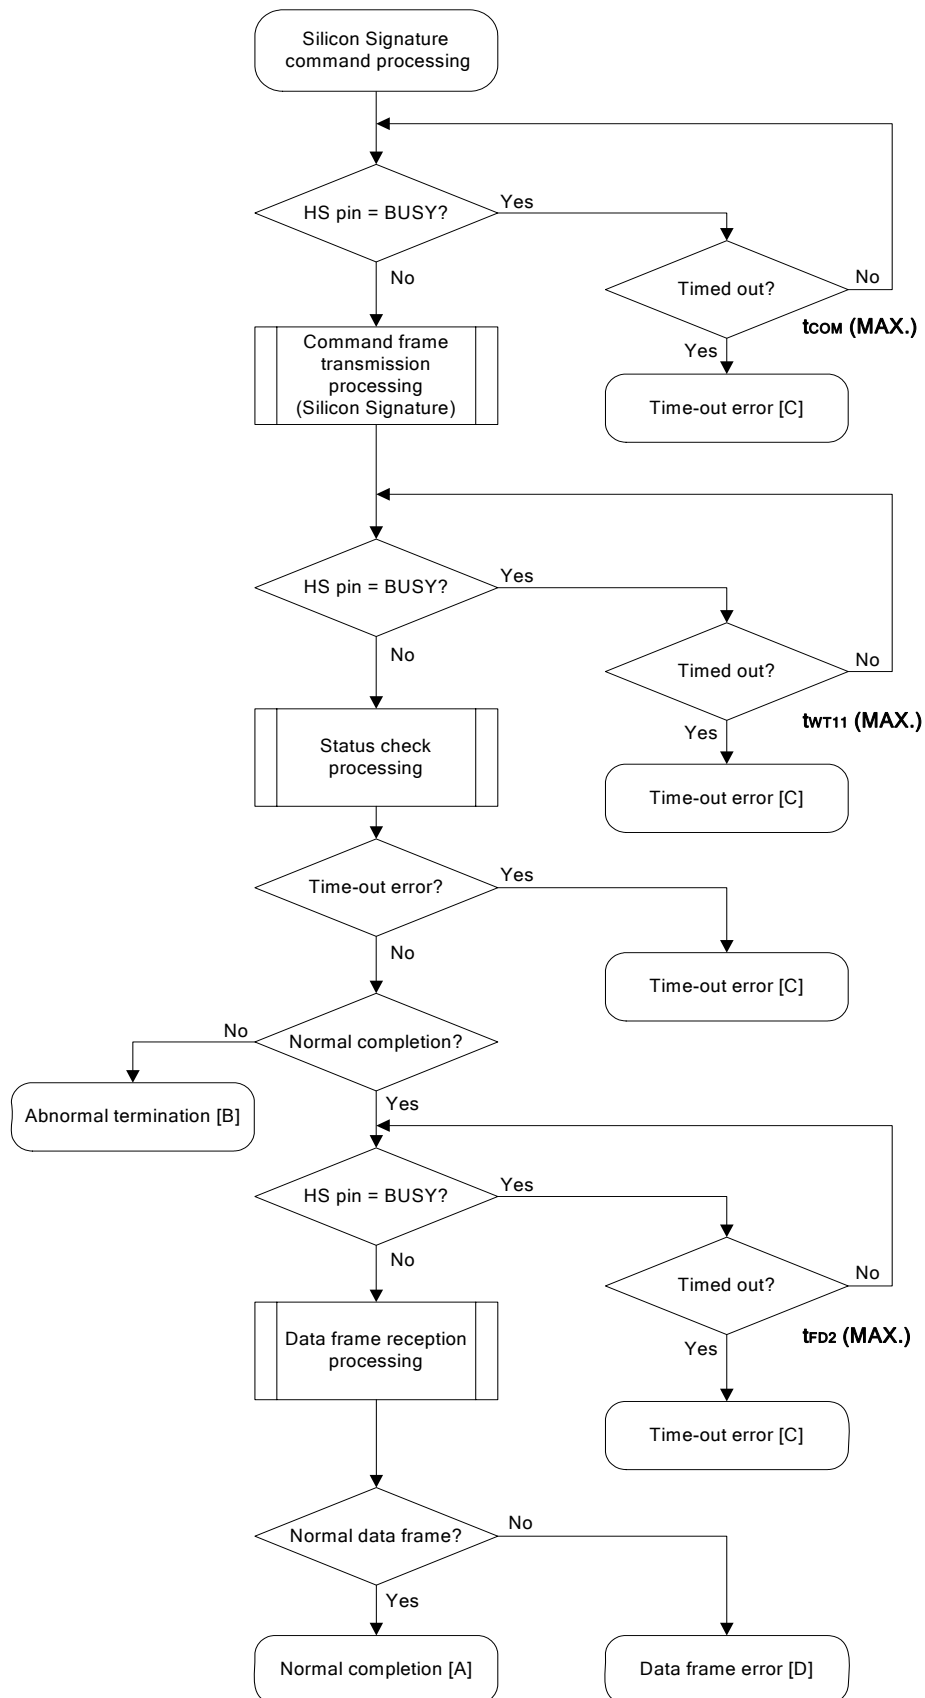 Silicon Signature
command processing
HS pin = BUSY?
Yes
No
Timed out?
No
tCOM (MAX.)
Yes
Command frame
transmission
processing
(Silicon Signature)
Time-out error [C]
HS pin = BUSY?
Yes
No
Timed out?
No
tWT11 (MAX.)
Yes
Status check
processing
Time-out error [C]
Time-out error?
Yes
No
Time-out error [C]
Normal completion?
No
Abnormal termination [B]
Yes
HS pin = BUSY?
Yes
No
Timed out?
No
tFD2 (MAX.)
Yes
Data frame reception
processing
Time-out error [C]
Normal data frame?
No
Yes
Normal completion [A]
Data frame error [D]